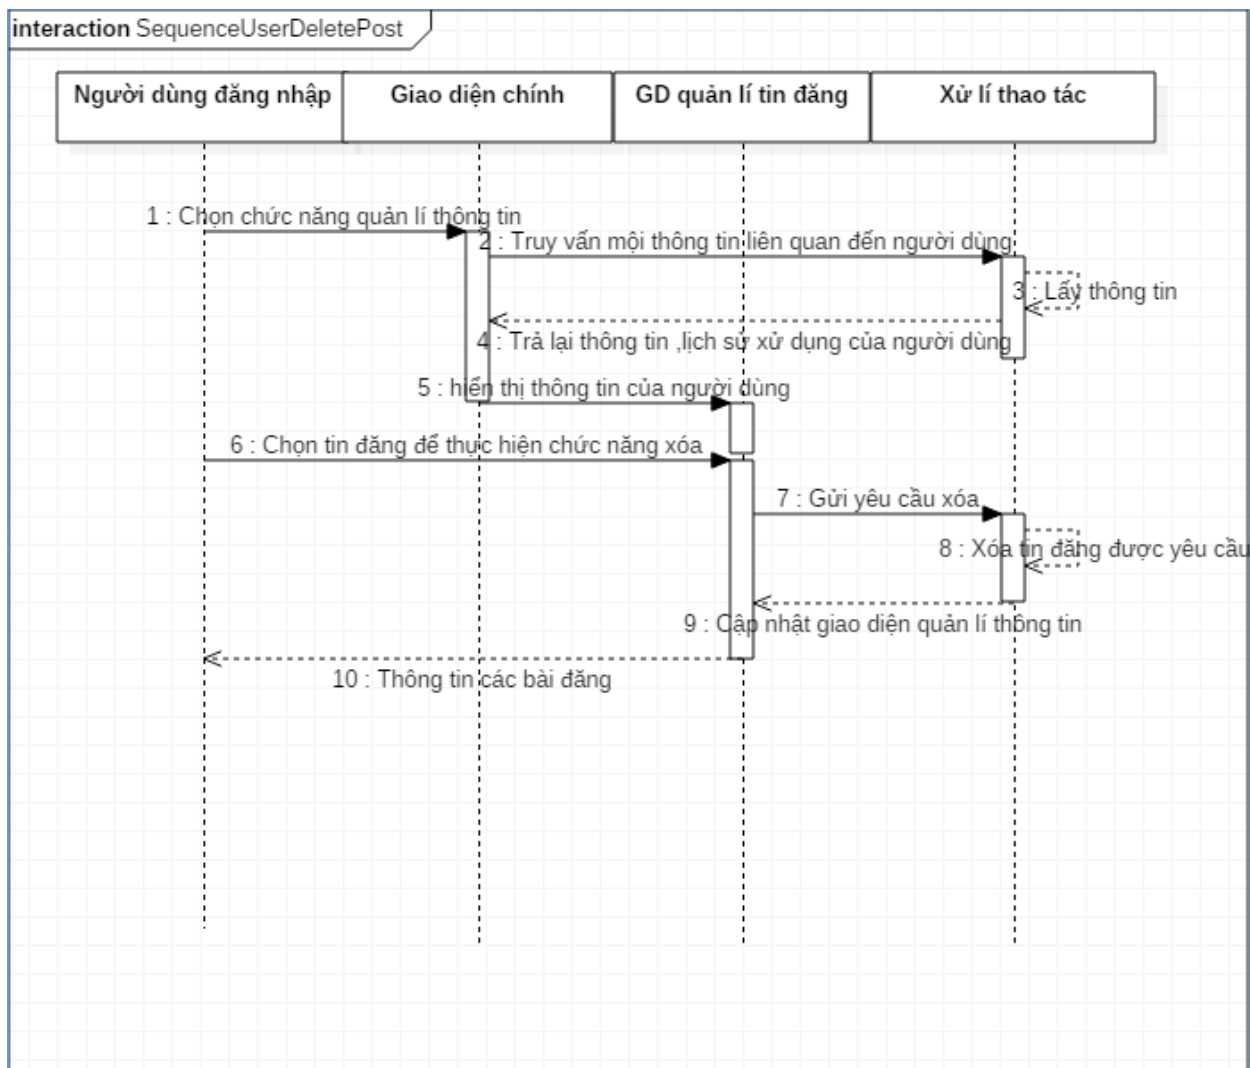 interaction SequenceUserDeletePost
Người dùng đăng nhập
Giao diện chính
GD quản lí tin đăng
Xử lí thao tác
1 : Chọn chức năng quản lí thông tin
2 : Truy vấn mội thông tin liên quan đến người dùng
3 : Lấy thông tin
4 : Trả lại thông tin ,lịch sử xử dụng của người dùng
5 : hiển thị thông tin của người dùng
6 : Chọn tin đăng để thực hiện chức năng xóa
7 : Gửi yêu cầu xóa
8 : Xóa tin đăng được yêu cầu
9 : Cập nhật giao diện quản lí thông tin
10 : Thông tin các bài đăng